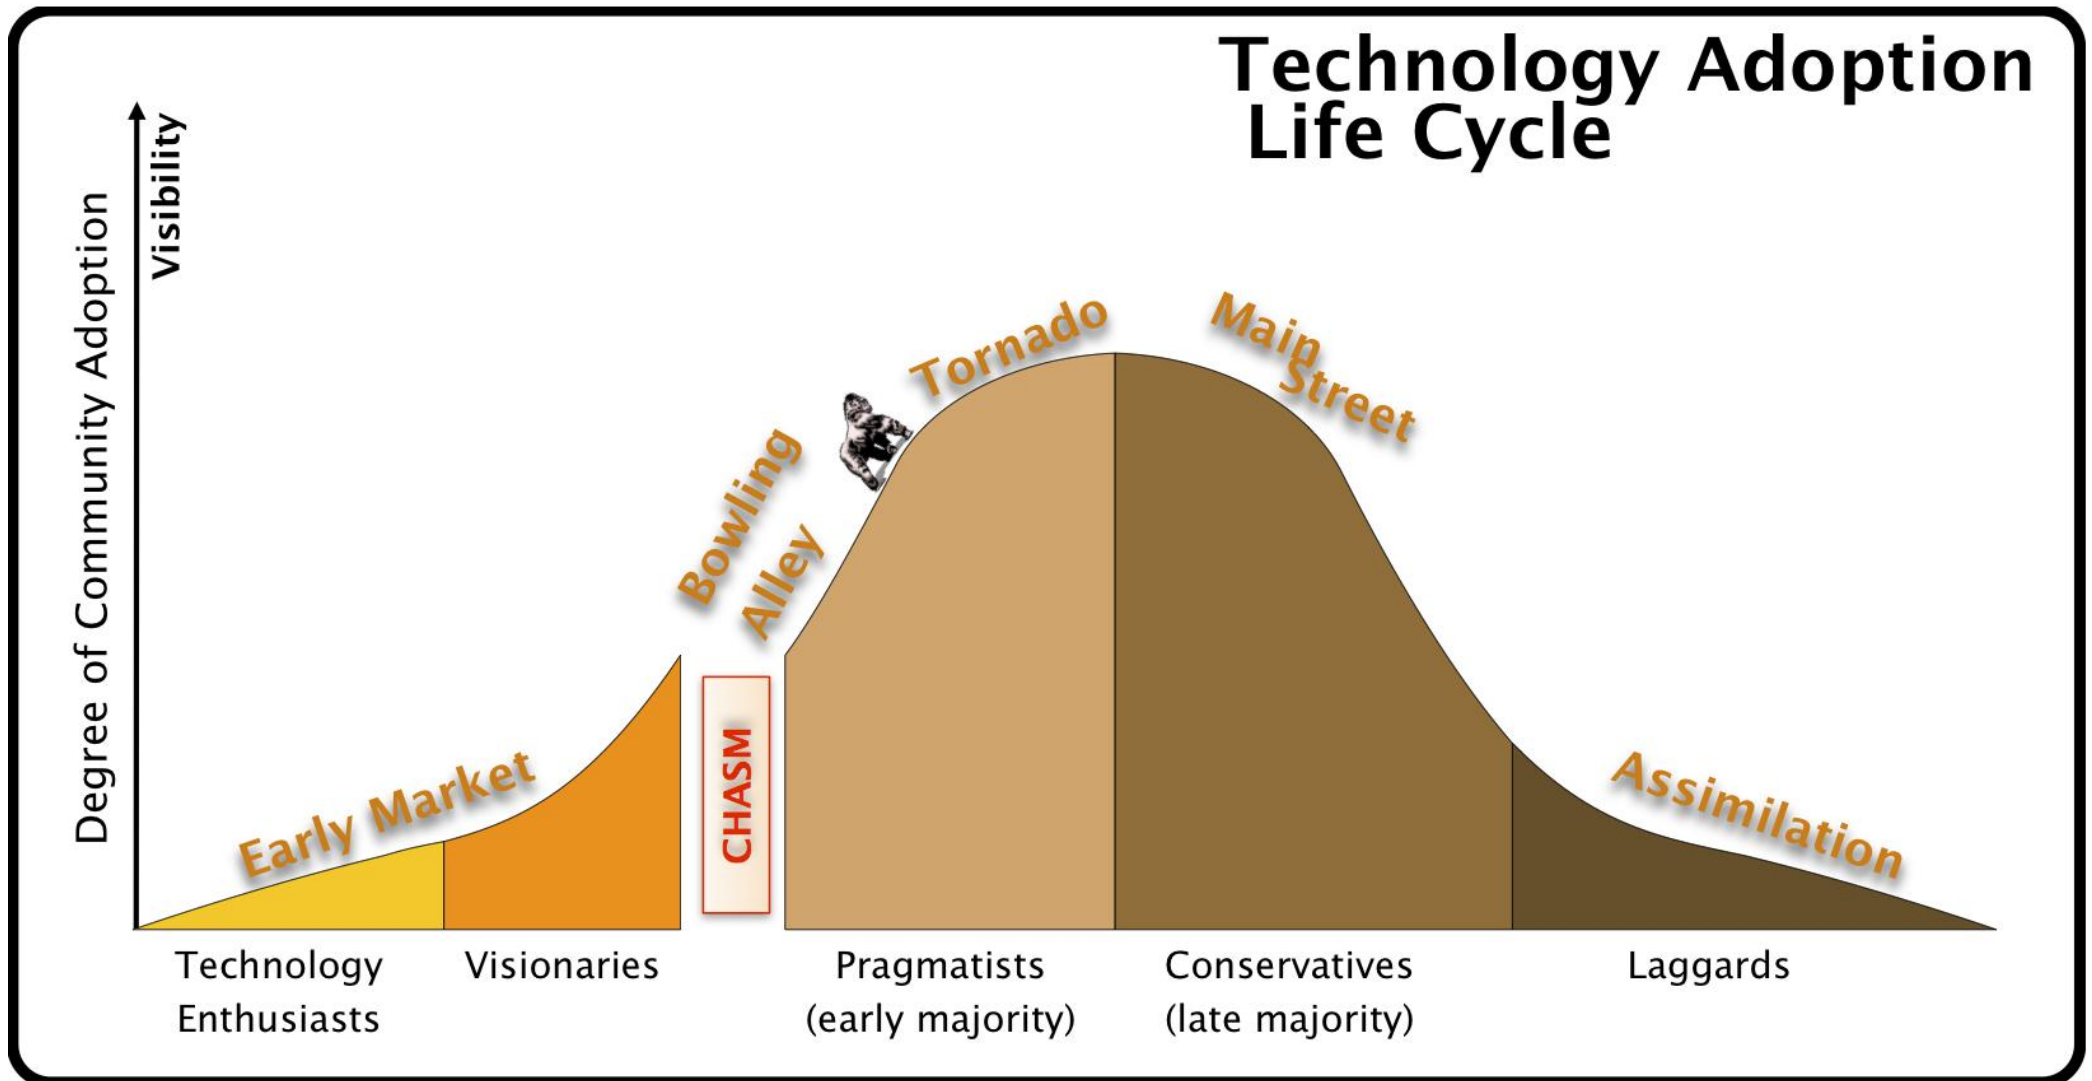 Technology Adoption
Life Cycle
Visibility
Degree of Community Adoption
Early Market
Bowling
Alley
Tornado
Main
Street
Assimilation
CHASM
Technology
Enthusiasts
Visionaries
Pragmatists
(early majority)
Conservatives
(late majority)
Laggards